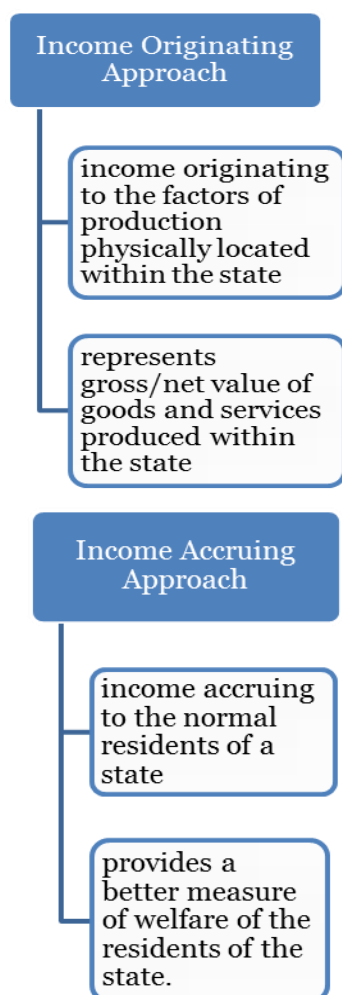 Income Originating
Approach
income originating
to the factors of
production
physically located
within the state
represents
gross/net value of
goods and services
produced within
the state
Income Accruing
Approach
income accruing
to the normal
residents of a
state
provides a
better measure
of welfare of the
residents of the
state.